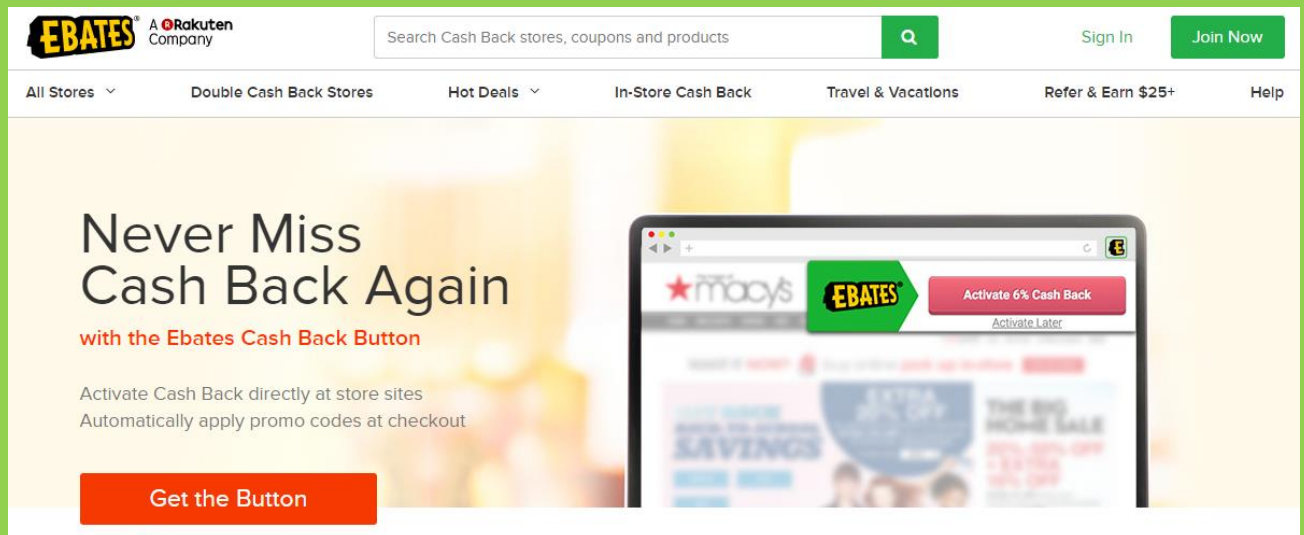 EBATES®
A Rakuten
Company
Search Cash Back stores, coupons and products
Sign In
Join Now
All Stores
Double Cash Back Stores
Hot Deals
In-Store Cash Back
Travel & Vacations
Refer & Earn $25+
Help
Never Miss
Cash Back Again
with the Ebates Cash Back Button
Activate Cash Back directly at store sites
Automatically apply promo codes at checkout
Get the Button
E
macy's
EBATES
Activate 6% Cash Back
Activate Later
EXTRA
20% OFF
SAVINGS
THE BIG
HOME SALE